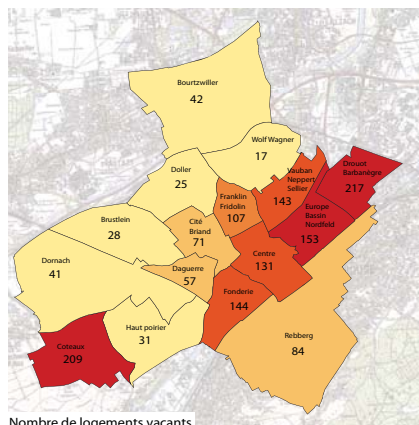 Bourtzwiller
42
Wolf Wagner
17
Doller
25
Vauban
Neppert
Sellier
143
Drouot
Barbanègre
217
Franklin
Fridolin
107
Europe
Bassin
Nordfeld
153
Brustlein
28
Cité
Briand
71
Dornach
41
Daguerre
57
Centre
131
Fonderie
144
Haut poirier
31
Rebberg
84
Coteaux
209
Nombre de logements vacants